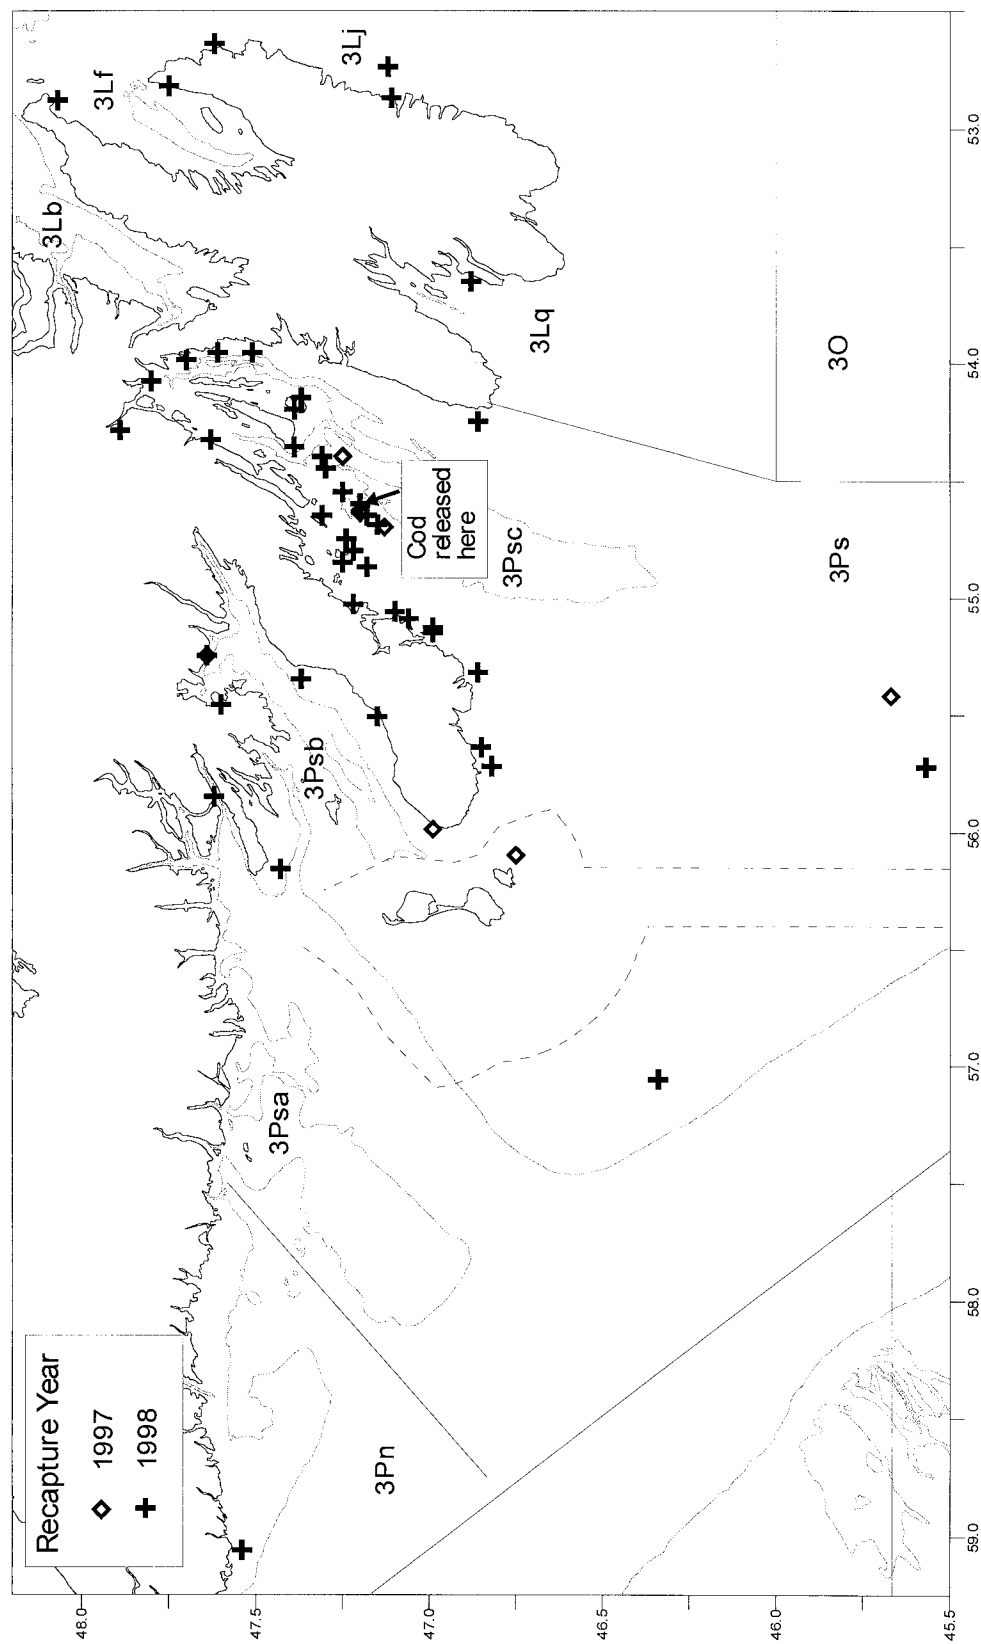 Recapture Year
1997
1998
3Lb
3Lf
3Lj
3Lq
3O
3Ps
3Psc
Cod
released
here
3Psb
3Psa
3Pn
48.0
47.5
47.0
46.5
46.0
45.5
59.0
58.0
57.0
56.0
55.0
54.0
53.0